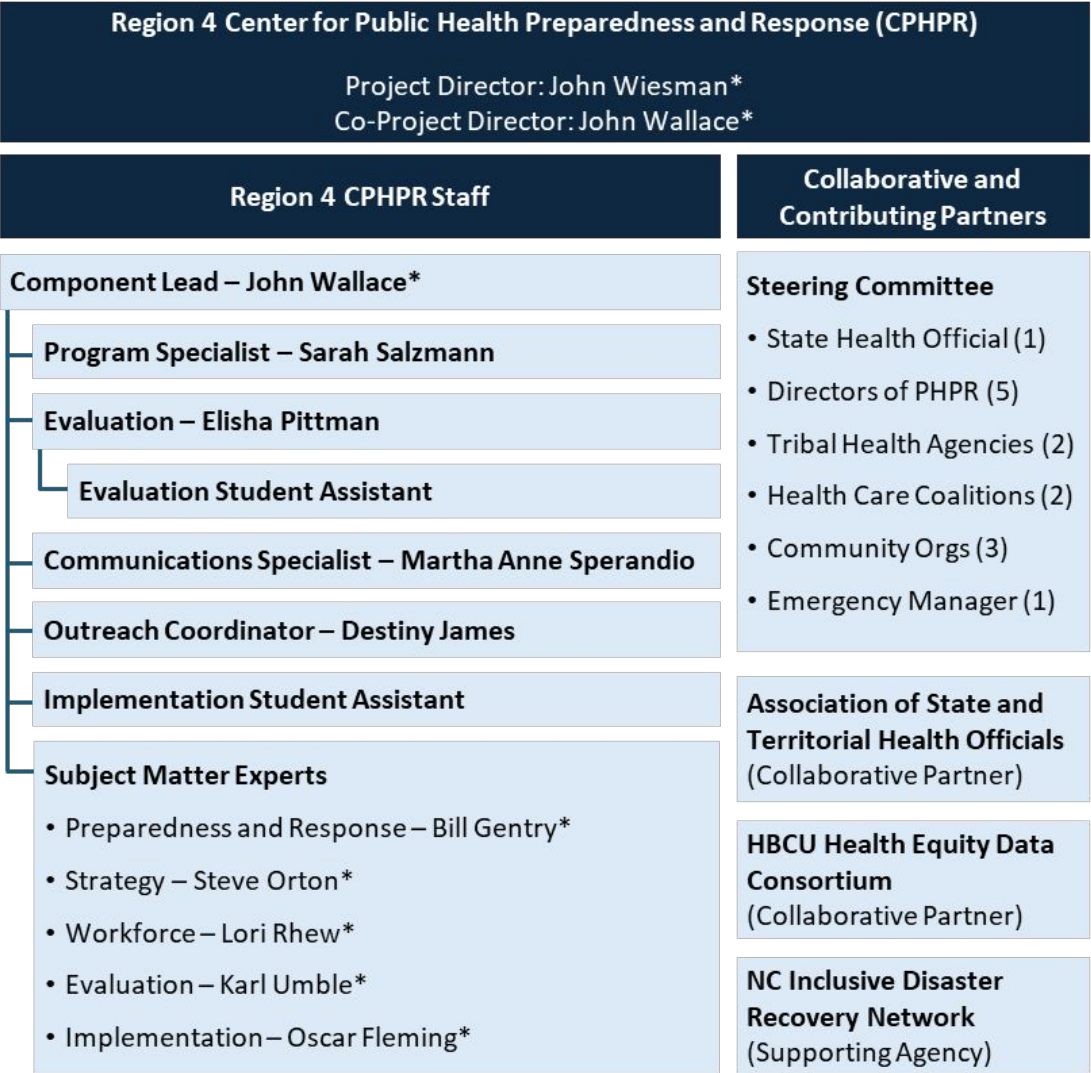 Region 4 Center for Public Health Preparedness and Response (CPHPR)
Project Director: John Wiesman*
Co-Project Director: John Wallace*
Region 4 CPHPR Staff
Component Lead – John Wallace*
Program Specialist – Sarah Salzmann
Evaluation – Elisha Pittman
Evaluation Student Assistant
Communications Specialist – Martha Anne Sperandio
Outreach Coordinator – Destiny James
Implementation Student Assistant
Subject Matter Experts
• Preparedness and Response – Bill Gentry*
• Strategy – Steve Orton*
• Workforce – Lori Rhew*
• Evaluation – Karl Umble*
• Implementation – Oscar Fleming*
Collaborative and
Contributing Partners
Steering Committee
• State Health Official (1)
• Directors of PHPR (5)
• Tribal Health Agencies (2)
• Health Care Coalitions (2)
• Community Orgs (3)
• Emergency Manager (1)
Association of State and
Territorial Health Officials
(Collaborative Partner)
HBCU Health Equity Data
Consortium
(Collaborative Partner)
NC Inclusive Disaster
Recovery Network
(Supporting Agency)